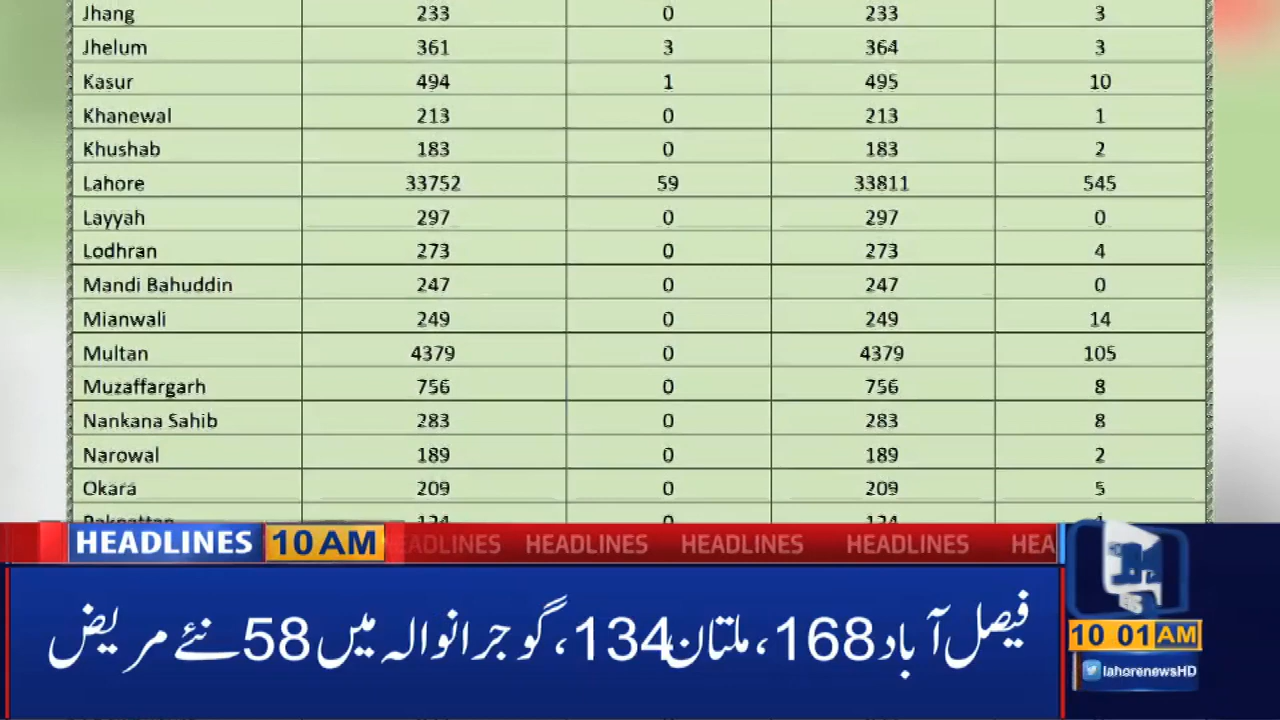 Jhang 233 0 233 3
Jhelum 361 3 364 3
Kasur 494 1 495 10
Khanewal 213 0 213 1
Khushab 183 0 183 2
Lahore 33752 59 33811 545
Layyah 297 0 297 0
Lodhran 273 0 273 4
Mandi Bahuddin 247 0 247 0
Mianwali 249 0 249 14
Multan 4379 0 4379 105
Muzaffargarh 756 0 756 8
Nankana Sahib 283 0 283 8
Narowal 189 0 189 2
Okara 209 0 209 5
HEADLINES 10 AM HEADLINES HEADLINES HEADLINES HEADLINES HEA
فیصل آباد 168، ملتان 134، گوجرانوالہ میں 58 نئے مریض
10 01 AM
lahorenewsHD